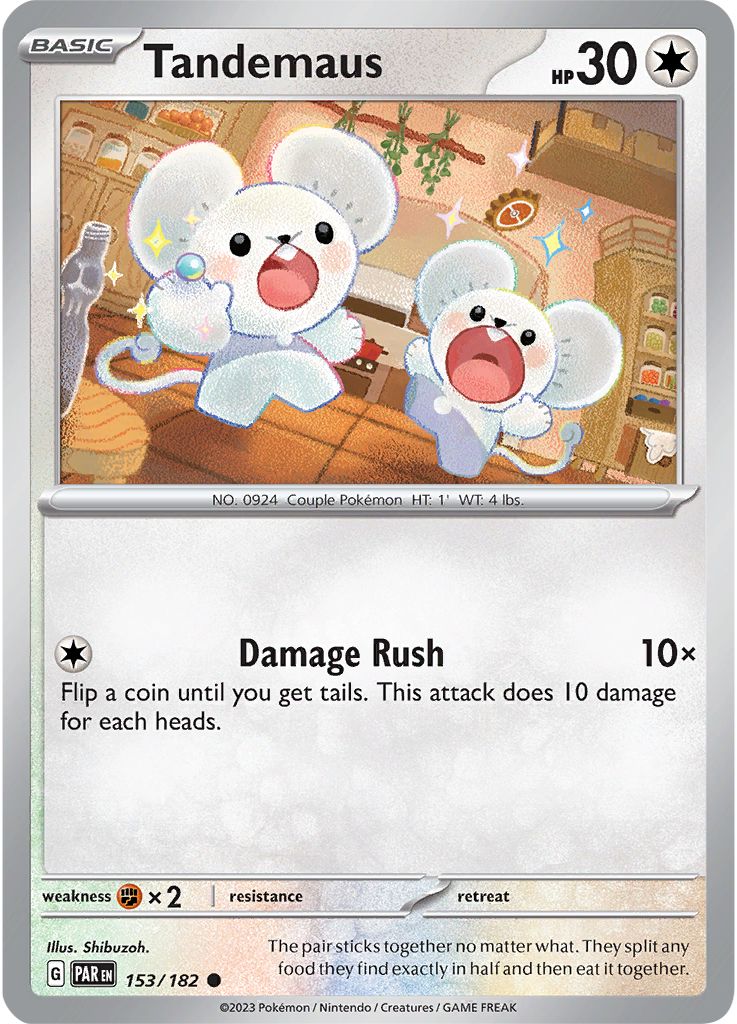 BASIC
Tandemaus
HP 30
NO. 0924 Couple Pokémon HT: 1' WT: 4 lbs.
Damage Rush 10×
Flip a coin until you get tails. This attack does 10 damage
for each heads.
weakness ×2 resistance retreat
Illus. Shibuzoh.
The pair sticks together no matter what. They split any
food they find exactly in half and then eat it together.
G PAR EN 153/182
©2023 Pokémon / Nintendo / Creatures / GAME FREAK